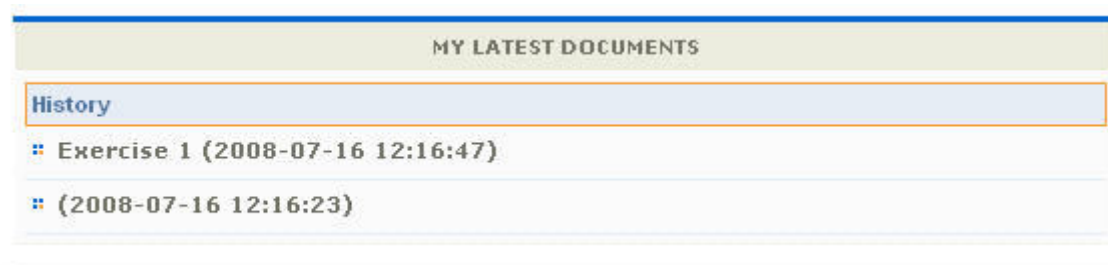 MY LATEST DOCUMENTS
History
Exercise 1 (2008-07-16 12:16:47)
(2008-07-16 12:16:23)